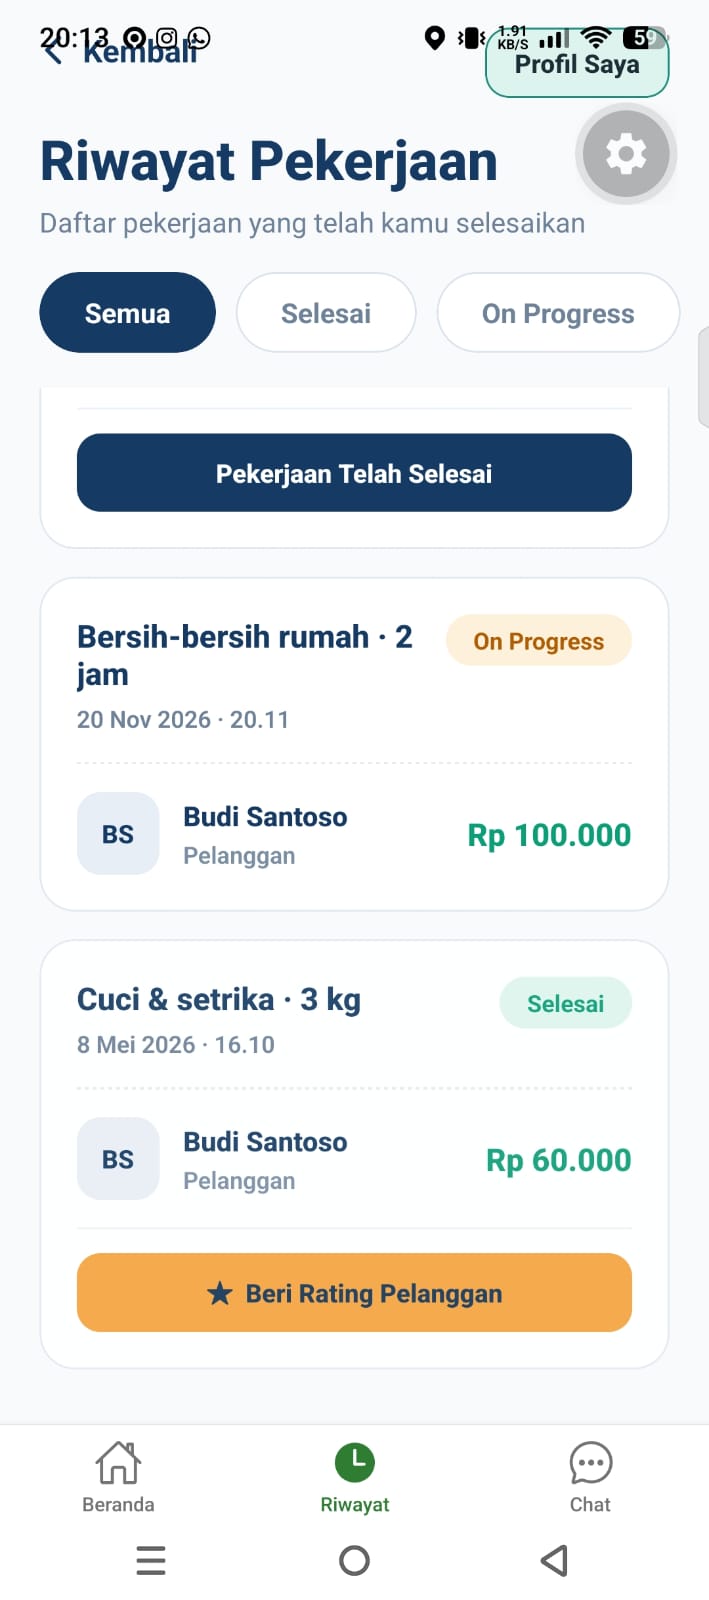 20:13
1.91
KB/S
59
Kembali
Profil Saya
Riwayat Pekerjaan
Daftar pekerjaan yang telah kamu selesaikan
Semua
Selesai
On Progress
Pekerjaan Telah Selesai
Bersih-bersih rumah · 2
jam
On Progress
20 Nov 2026 · 20.11
BS
Budi Santoso
Pelanggan
Rp 100.000
Cuci & setrika · 3 kg
Selesai
8 Mei 2026 · 16.10
BS
Budi Santoso
Pelanggan
Rp 60.000
★ Beri Rating Pelanggan
Beranda
Riwayat
Chat